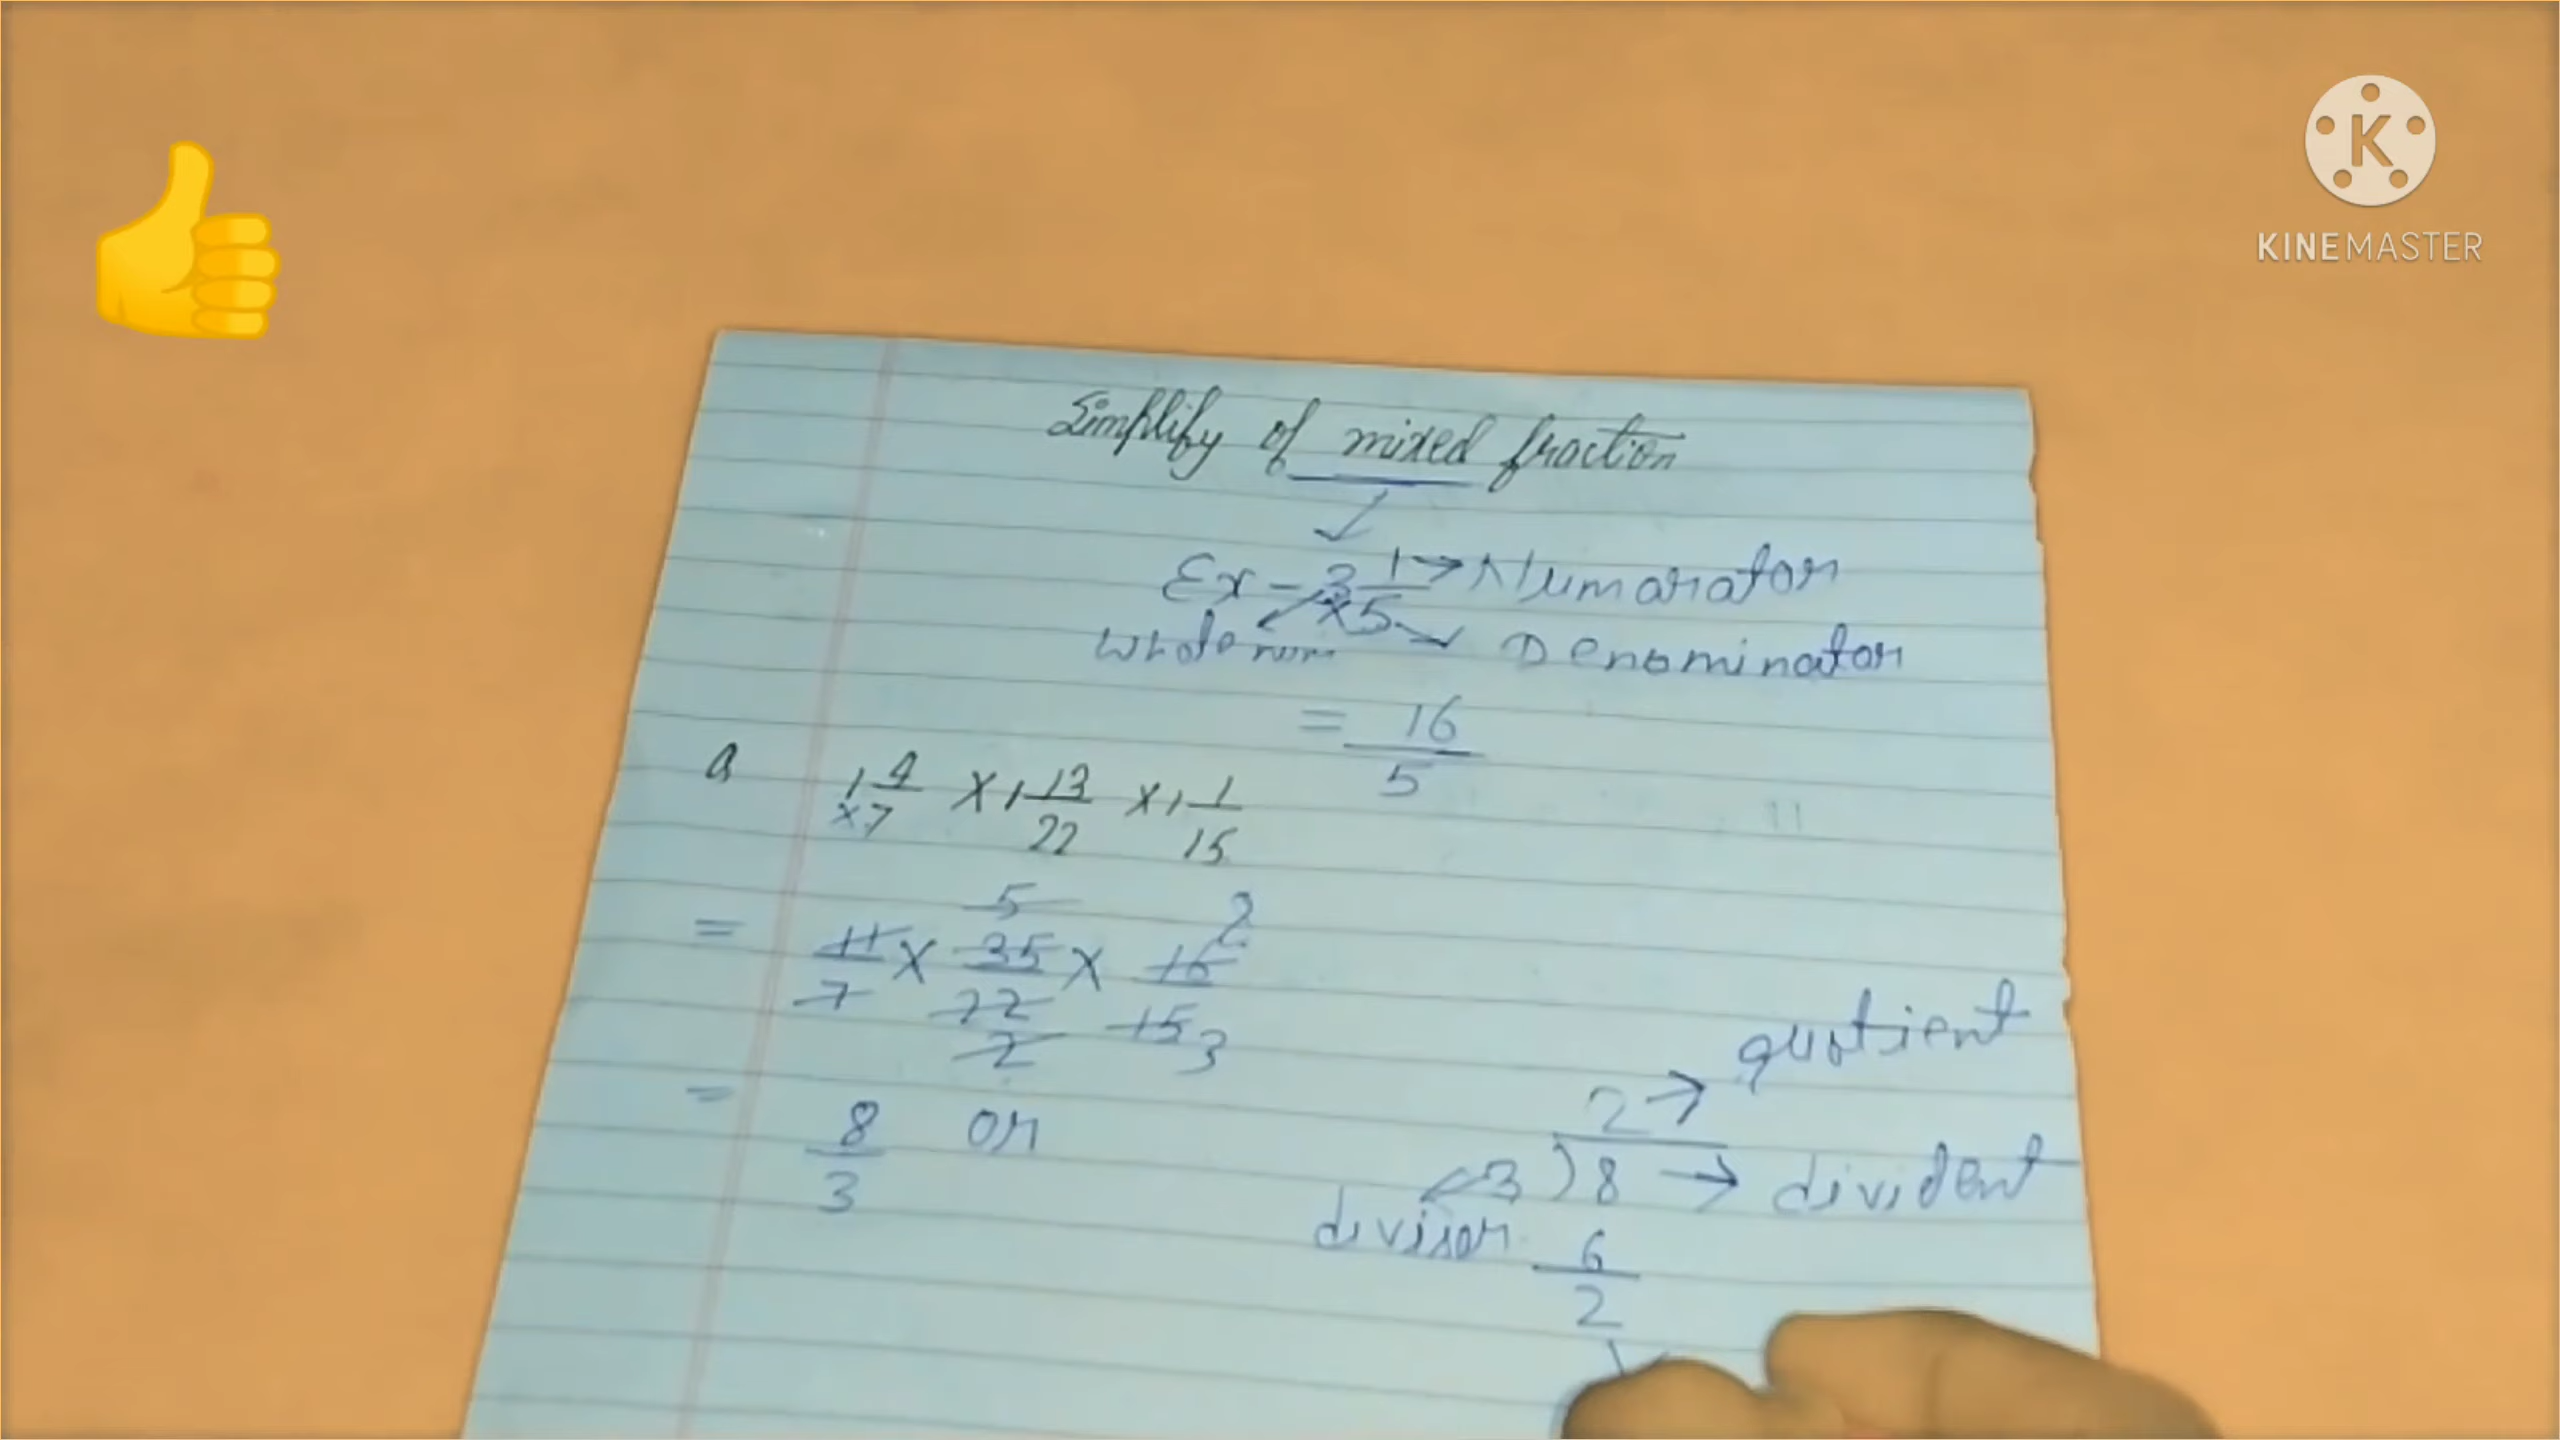 KINEMASTER
Simplify of mixed fraction
Ex - 3 1/5 → Numarator
×
Whole num
Denominator
= 16/5
a 1 4/7 × 1 13/22 × 1 1/15
×
5 2
= 11/7 × 35/22 × 16/15
2 3
= 8/3 or
quotient
2 →
3 ) 8 → divident
divisor 6
2